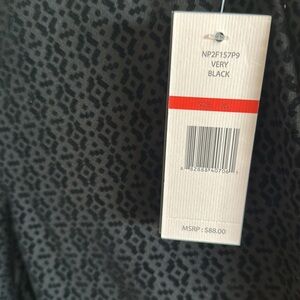 NP2F157P9
VERY
BLACK
MSRP : $88.00